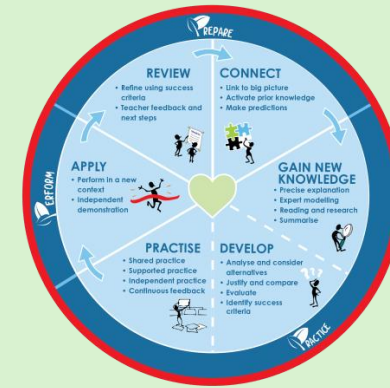 PREPARE
REVIEW
• Refine using success
criteria
• Teacher feedback and
next steps
CONNECT
• Link to big picture
• Activate prior knowledge
• Make predictions
GAIN NEW
KNOWLEDGE
• Precise explanation
• Expert modelling
• Reading and research
• Summarise
DEVELOP
• Analyse and consider
alternatives
• Justify and compare
• Evaluate
• Identify success
criteria
PRACTICE
PRACTISE
• Shared practice
• Supported practice
• Independent practice
• Continuous feedback
APPLY
• Perform in a new
context
• Independent
demonstration
PERFORM